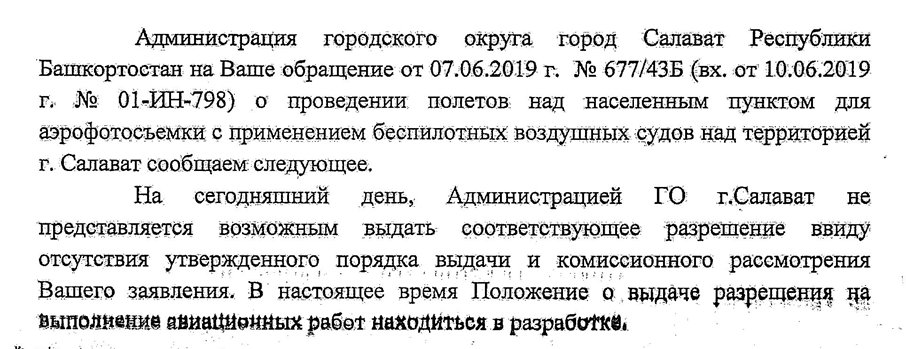 Администрация городского округа город Салават Республики
Башкортостан на Ваше обращение от 07.06.2019 г. № 677/43Б (вх. от 10.06.2019
г. № 01-ИН-798) о проведении полетов над населенным пунктом для
аэрофотосъемки с применением беспилотных воздушных судов над территорией
г. Салават сообщаем следующее.
На сегодняшний день, Администрацией ГО г.Салават не
представляется возможным выдать соответствующее разрешение ввиду
отсутствия утвержденного порядка выдачи и комиссионного рассмотрения
Вашего заявления. В настоящее время Положение о выдаче разрешения на
выполнение авиационных работ находиться в разработке.